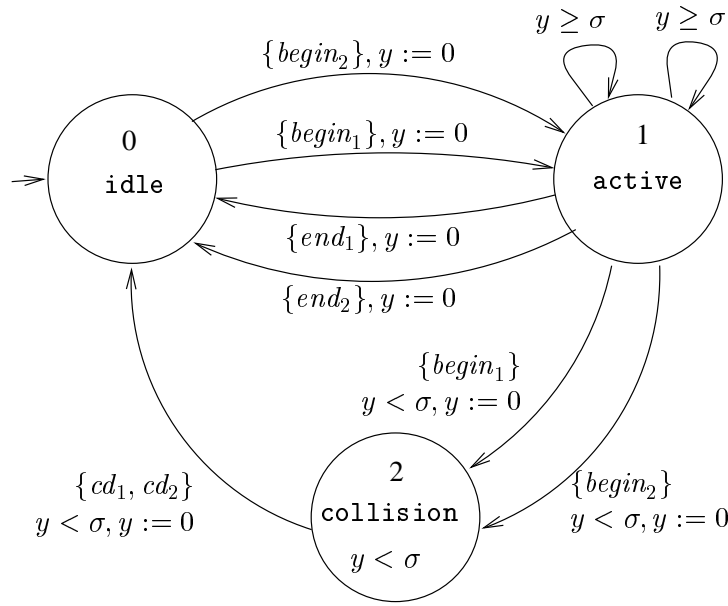 y ≥ σ
y ≥ σ
{begin₂}, y := 0
0
idle
{begin₁}, y := 0
1
active
{end₁}, y := 0
{end₂}, y := 0
{begin₁}
y < σ, y := 0
{cd₁, cd₂}
y < σ, y := 0
2
collision
y < σ
{begin₂}
y < σ, y := 0